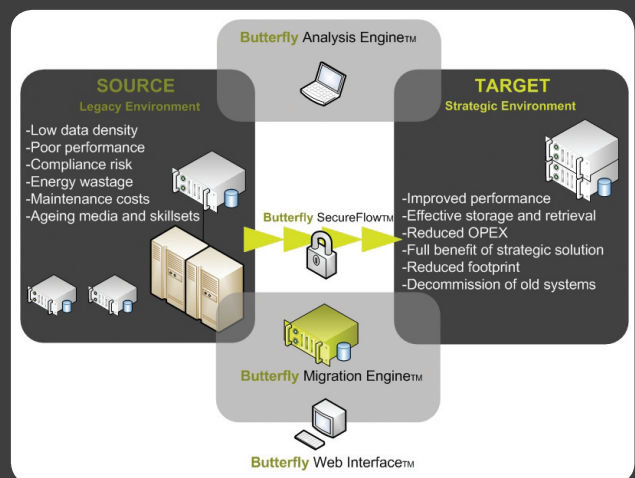 Butterfly Analysis Engine™
SOURCE
Legacy Environment
-Low data density
-Poor performance
-Compliance risk
-Energy wastage
-Maintenance costs
-Ageing media and skillsets
Butterfly SecureFlow™
TARGET
Strategic Environment
-Improved performance
-Effective storage and retrieval
-Reduced OPEX
-Full benefit of strategic solution
-Reduced footprint
-Decommission of old systems
Butterfly Migration Engine™
Butterfly Web Interface™